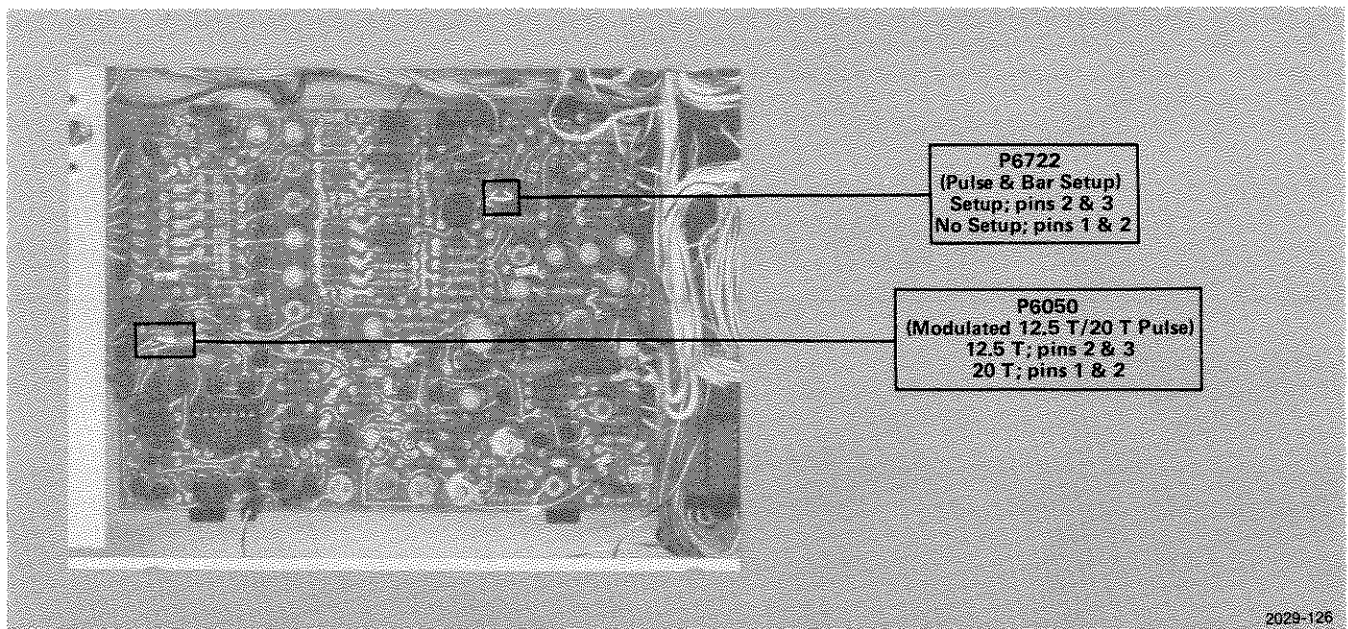 P6722
(Pulse & Bar Setup)
Setup; pins 2 & 3
No Setup; pins 1 & 2
P6050
(Modulated 12.5 T/20 T Pulse)
12.5 T; pins 2 & 3
20 T; pins 1 & 2
2029-126